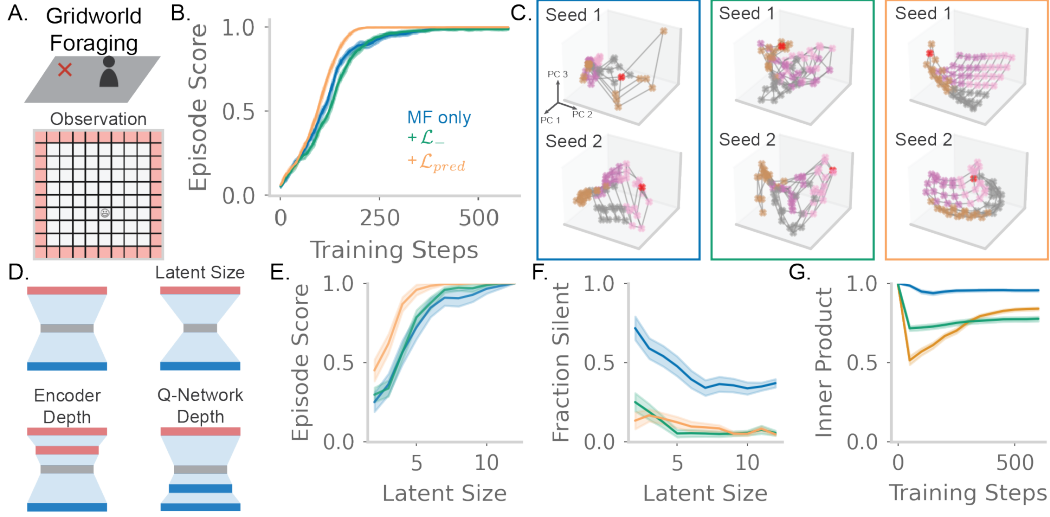 A.
Gridworld
Foraging
Observation
B.
Episode Score
1.0
0.5
0.0
0
250
500
Training Steps
MF only
+ℒ₋
+ℒ_pred
C.
Seed 1
Seed 1
Seed 1
PC 3
PC 1
PC 2
Seed 2
Seed 2
Seed 2
D.
Latent Size
Encoder
Depth
Q-Network
Depth
E.
Episode Score
1.0
0.5
0.0
5
10
Latent Size
F.
Fraction Silent
1.0
0.5
0.0
5
10
Latent Size
G.
Inner Product
1.0
0.5
0.0
0
500
Training Steps